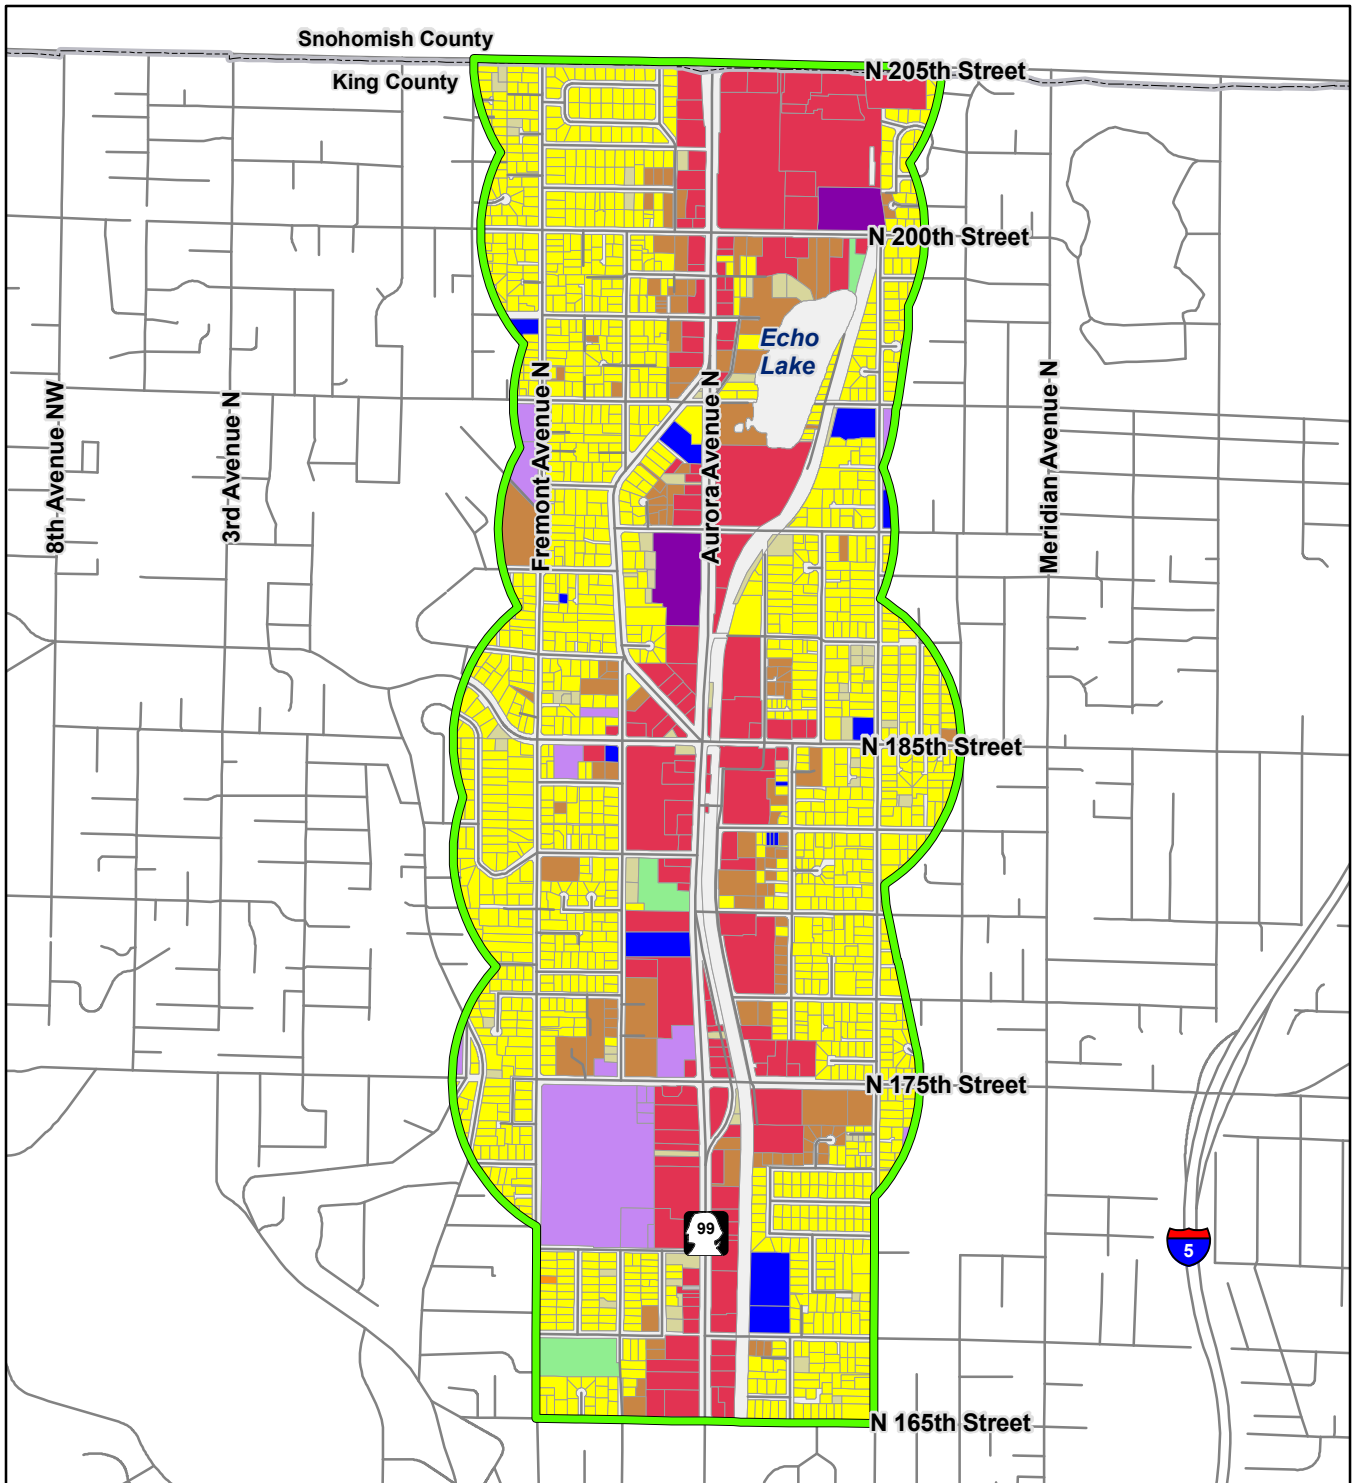 Snohomish County
King County
N 205th Street
N 200th Street
Echo
Lake
8th Avenue NW
3rd Avenue N
Fremont Avenue N
Aurora Avenue N
Meridian Avenue N
N 185th Street
N 175th Street
99
5
N 165th Street